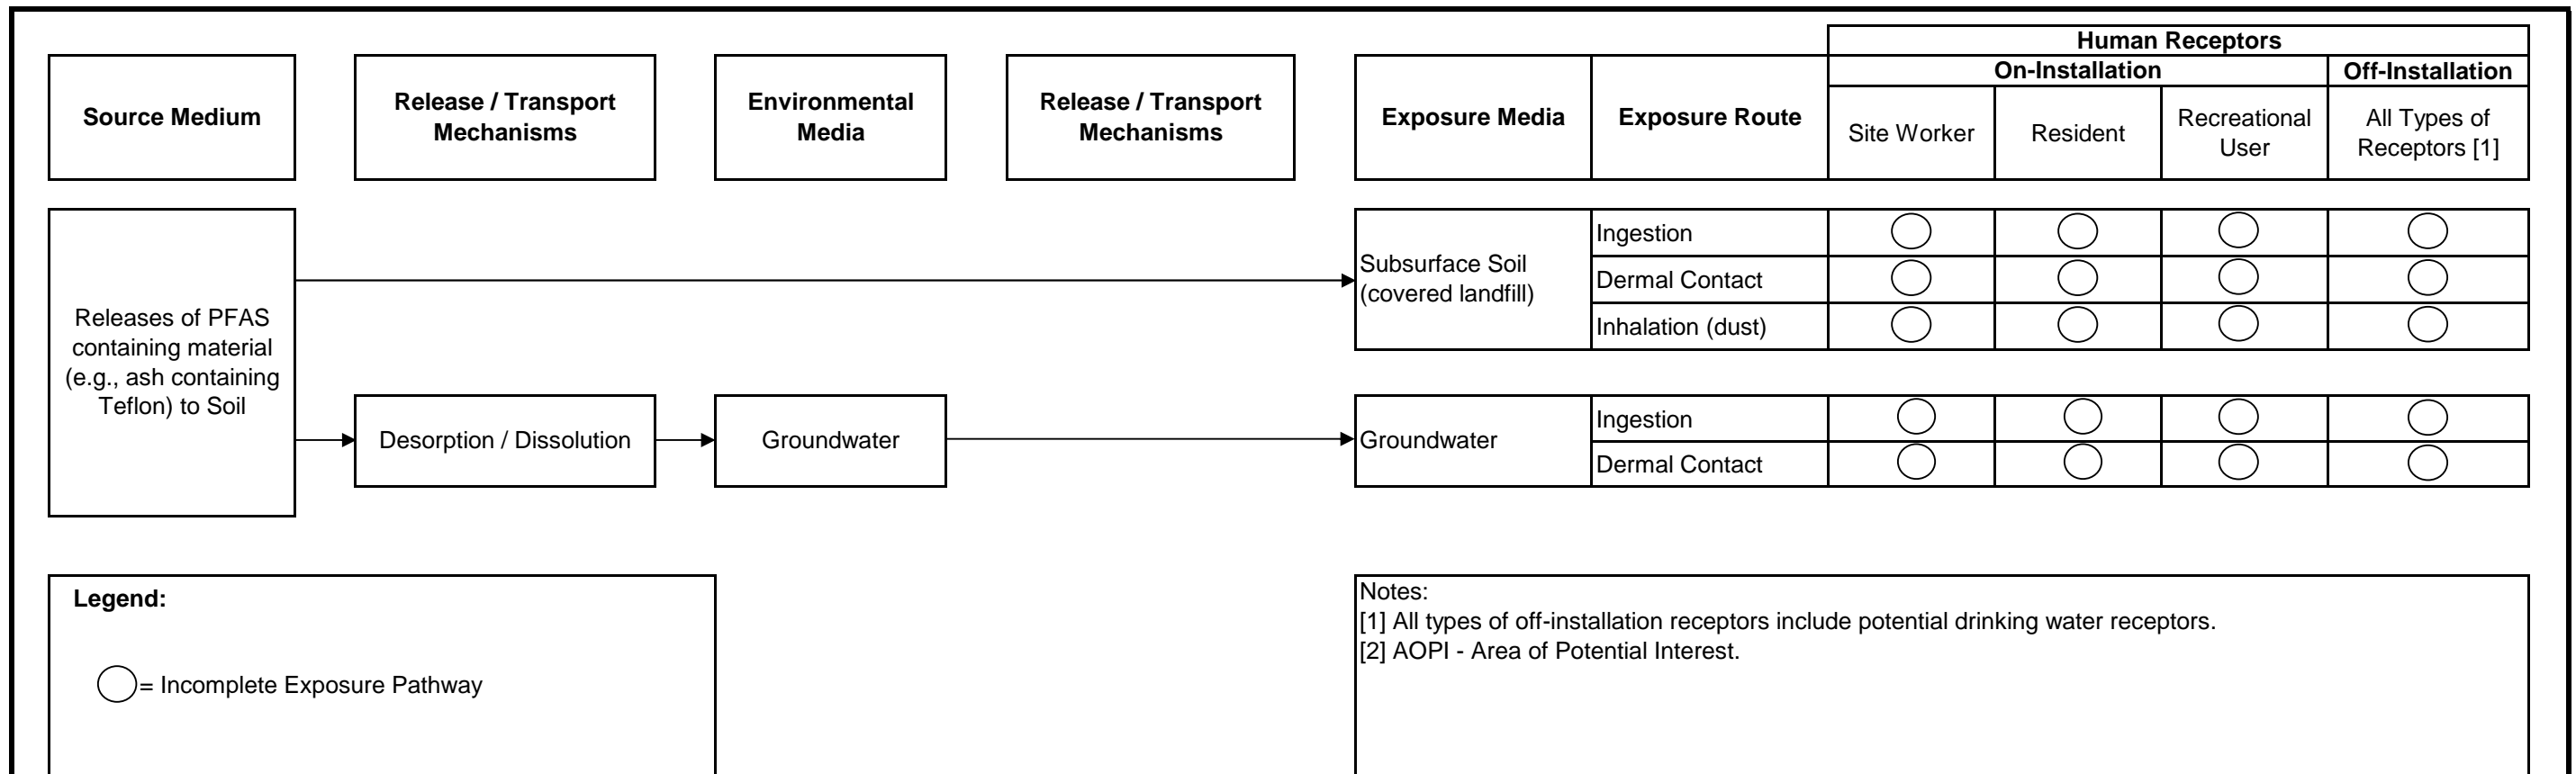 Human Receptors
On-Installation
Off-Installation
Source Medium
Release / Transport
Mechanisms
Environmental
Media
Release / Transport
Mechanisms
Exposure Media
Exposure Route
Site Worker
Resident
Recreational
User
All Types of
Receptors [1]
Releases of PFAS
containing material
(e.g., ash containing
Teflon) to Soil
Subsurface Soil
(covered landfill)
Ingestion
Dermal Contact
Inhalation (dust)
Desorption / Dissolution
Groundwater
Groundwater
Ingestion
Dermal Contact
Legend:
= Incomplete Exposure Pathway
Notes:
[1] All types of off-installation receptors include potential drinking water receptors.
[2] AOPI - Area of Potential Interest.